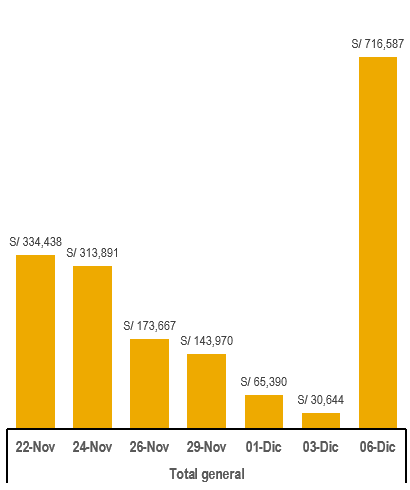 S/ 716,587
S/ 334,438
S/ 313,891
S/ 173,667
S/ 143,970
S/ 65,390
S/ 30,644
22-Nov 24-Nov 26-Nov 29-Nov 01-Dic 03-Dic 06-Dic
Total general